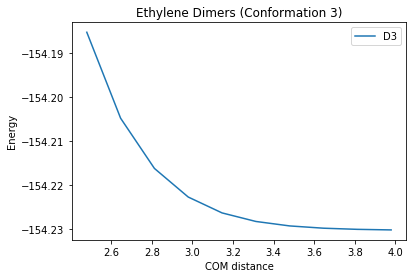 Ethylene Dimers (Conformation 3)
D3
−154.19
−154.20
−154.21
−154.22
−154.23
Energy
2.6 2.8 3.0 3.2 3.4 3.6 3.8 4.0
COM distance